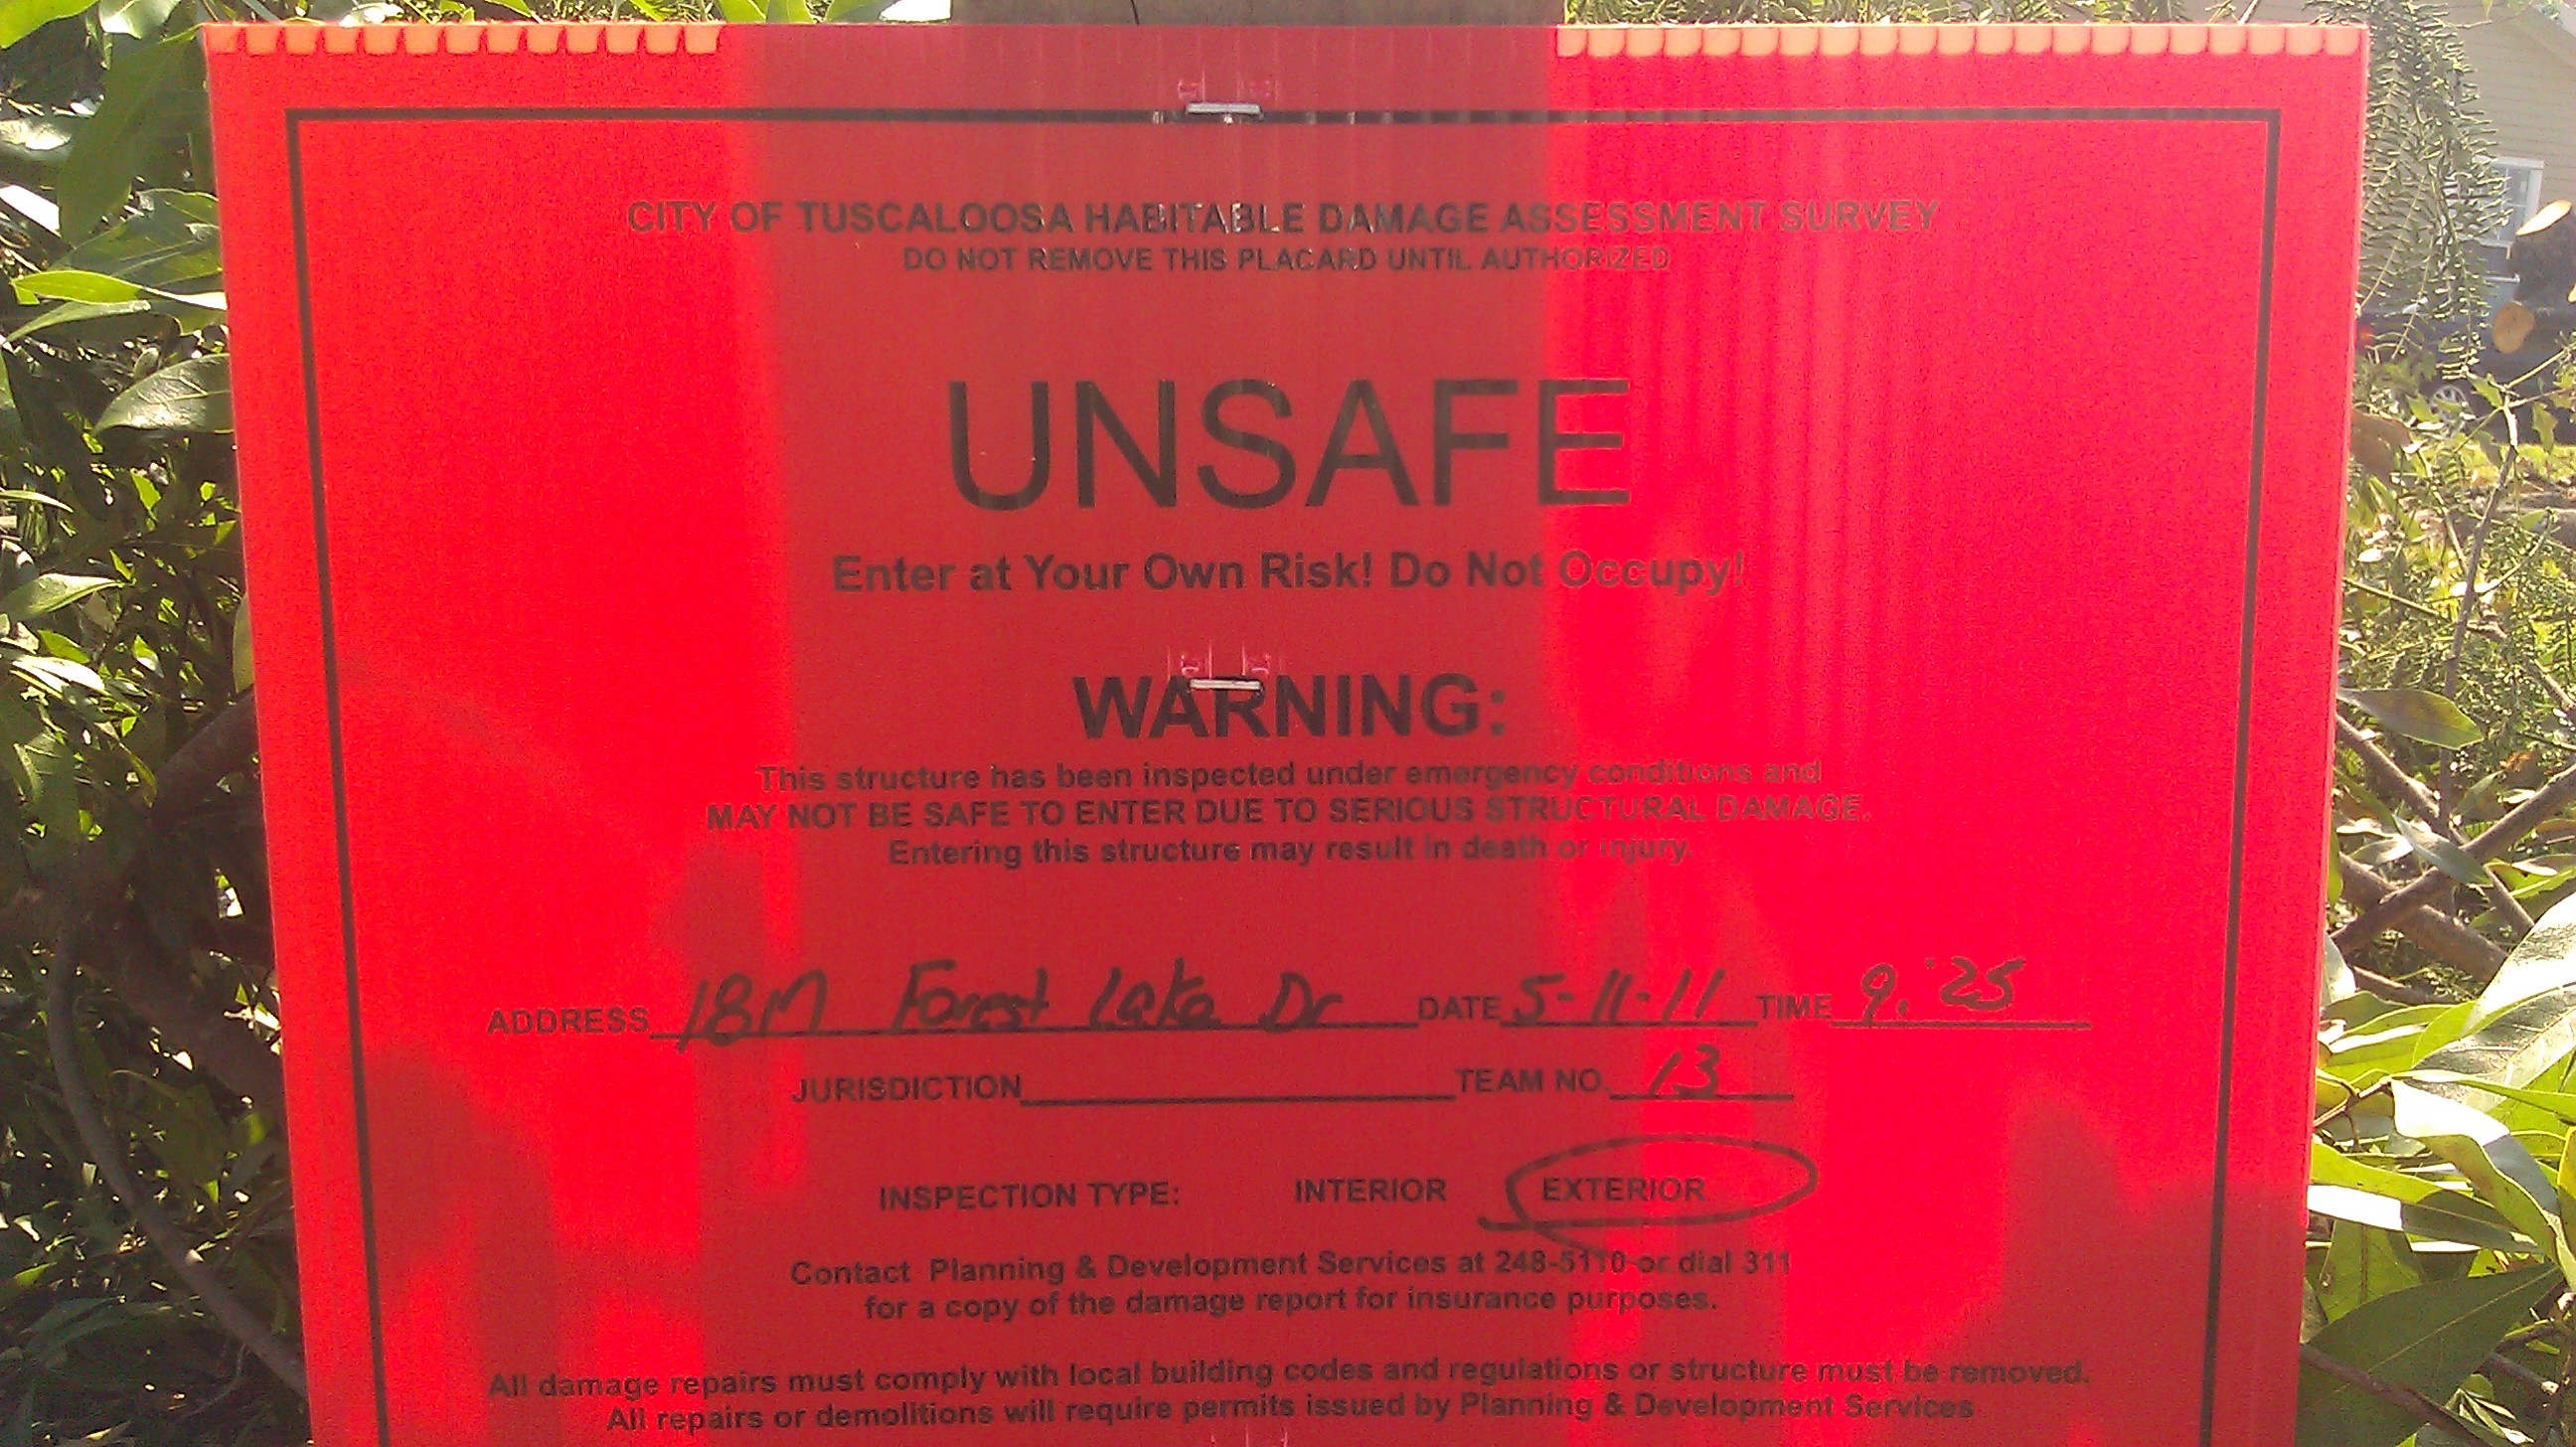 CITY OF TUSCALOOSA HABITABLE DAMAGE ASSESSMENT SURVEY
DO NOT REMOVE THIS PLACARD UNTIL AUTHORIZED
UNSAFE
Enter at Your Own Risk! Do Not Occupy!
WARNING:
This structure has been inspected under emergency conditions and
MAY NOT BE SAFE TO ENTER DUE TO SERIOUS STRUCTURAL DAMAGE.
Entering this structure may result in death or injury.
ADDRESS 18M Forest Lake Dr DATE 5-11-11 TIME 9:25
JURISDICTION TEAM NO. 13
INSPECTION TYPE: INTERIOR EXTERIOR
Contact Planning & Development Services at 248-5110 or dial 311
for a copy of the damage report for insurance purposes.
All damage repairs must comply with local building codes and regulations or structure must be removed.
All repairs or demolitions will require permits issued by Planning & Development Services